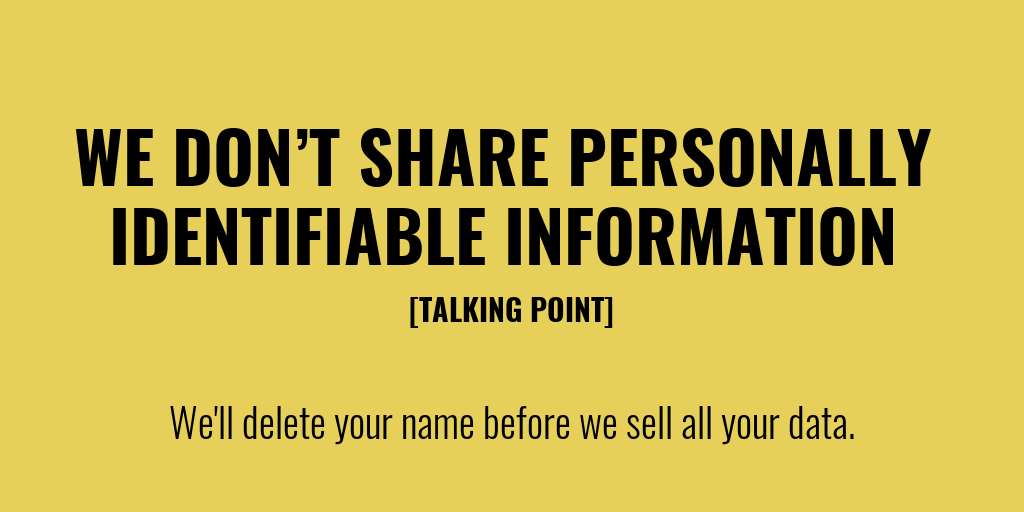 WE DON’T SHARE PERSONALLY
IDENTIFIABLE INFORMATION
[TALKING POINT]
We'll delete your name before we sell all your data.